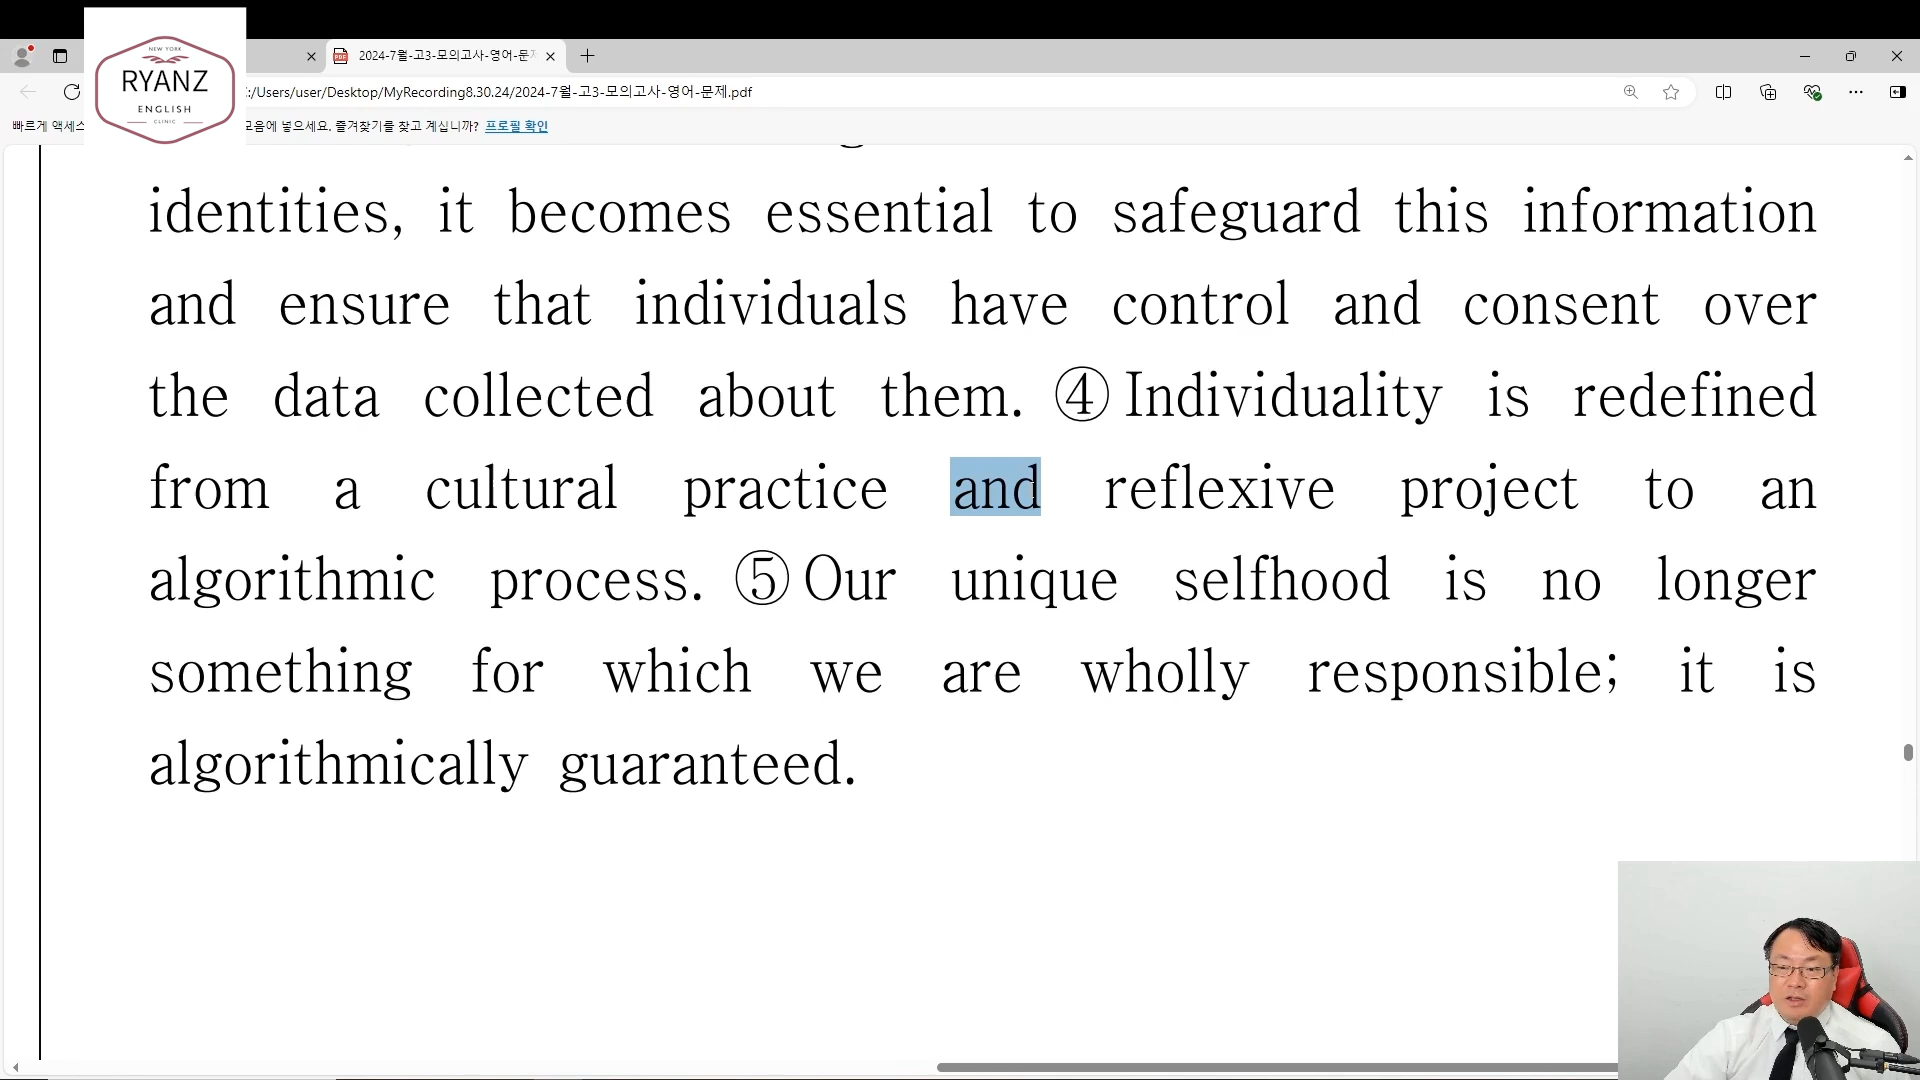 NEW YORK
RYANZ
ENGLISH
CLINIC
2024-7월-고3-모의고사-영어-문제
:/Users/user/Desktop/MyRecording8.30.24/2024-7월-고3-모의고사-영어-문제.pdf
빠르게 액세스 모음에 넣으세요. 즐겨찾기를 찾고 계십니까? 프로필 확인
identities, it becomes essential to safeguard this information
and ensure that individuals have control and consent over
the data collected about them. ④ Individuality is redefined
from a cultural practice and reflexive project to an
algorithmic process. ⑤ Our unique selfhood is no longer
something for which we are wholly responsible; it is
algorithmically guaranteed.